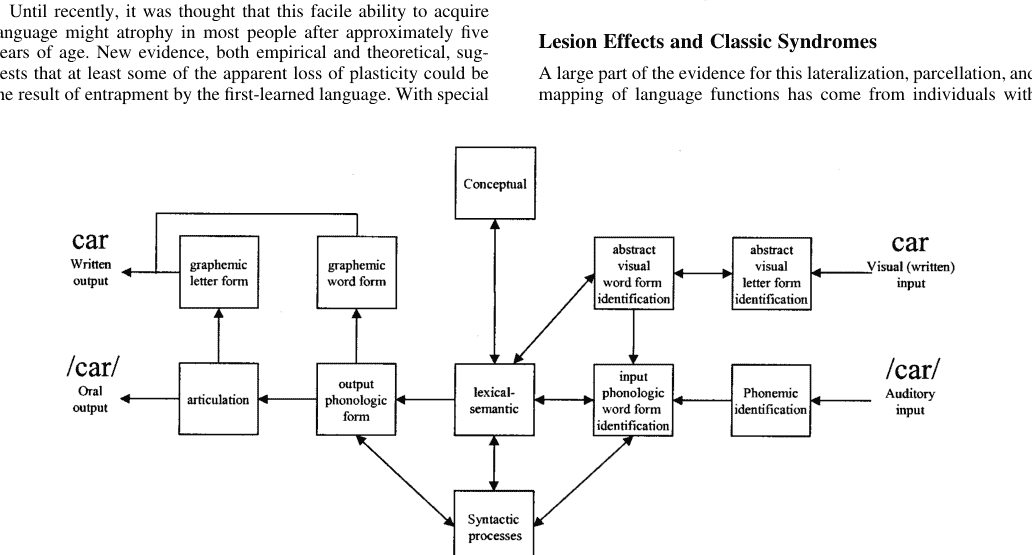 Until recently, it was thought that this facile ability to acquire
language might atrophy in most people after approximately five
ears of age. New evidence, both empirical and theoretical, sug-
ests that at least some of the apparent loss of plasticity could be
he result of entrapment by the first-learned language. With special
Lesion Effects and Classic Syndromes
A large part of the evidence for this lateralization, parcellation, and
mapping of language functions has come from individuals with
Conceptual
car
Written
output
graphemic
letter form
graphemic
word form
abstract
visual
word form
identification
abstract
visual
letter form
identification
car
Visual (written)
input
/car/
Oral
output
articulation
output
phonologic
form
lexical-
semantic
input
phonologic
word form
identification
Phonemic
identification
/car/
Auditory
input
Syntactic
processes